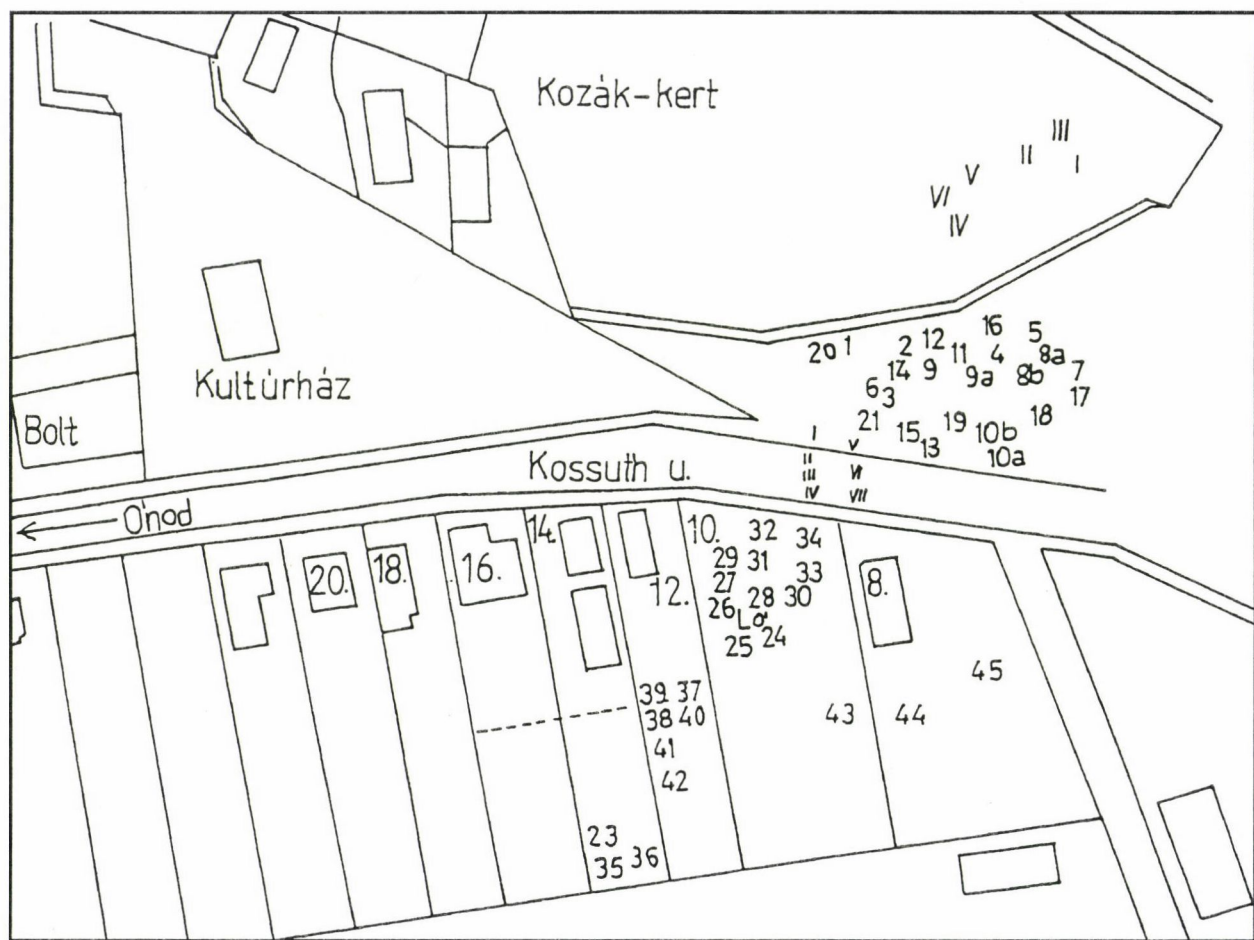 Kozák-kert
III
II
I
V
VI
IV
Kultúrház
Bolt
Kossuth u.
Ónod
20 1 2 12 16 5
14 9 11 4 8a 7
6 3 9a 8b 17
21 15 13 19 10b 18
10a
I
II
III
IV
V
VI
VII
20.
18.
16.
14.
12.
10.
8.
32 34
29 31
27 33
26 28 30
Ló
25 24
39 37
38 40
41
42
43 44
45
23
35 36